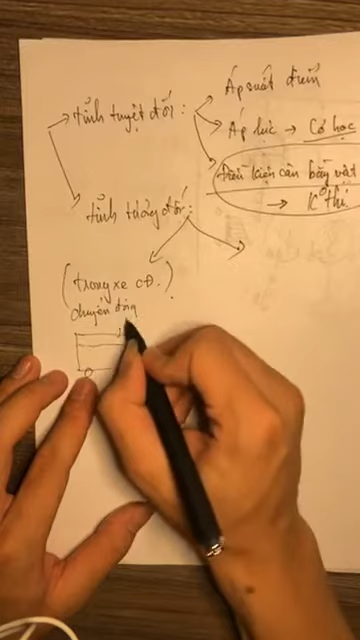 Áp suất điểm
tĩnh tuyệt đối :
Áp lực → Cơ học
Điều kiện cân bằng vật
→ K° thi
tĩnh tương đối :
(trong xe cđ.)
chuyển động